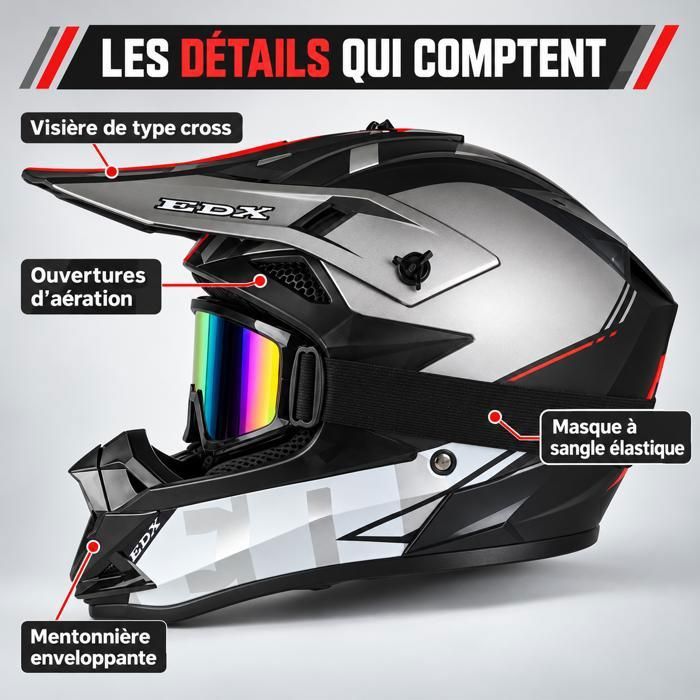 LES DÉTAILS QUI COMPTENT
Visière de type cross
EDX
Ouvertures
d'aération
Masque à
sangle élastique
EDX
Mentonnière
enveloppante